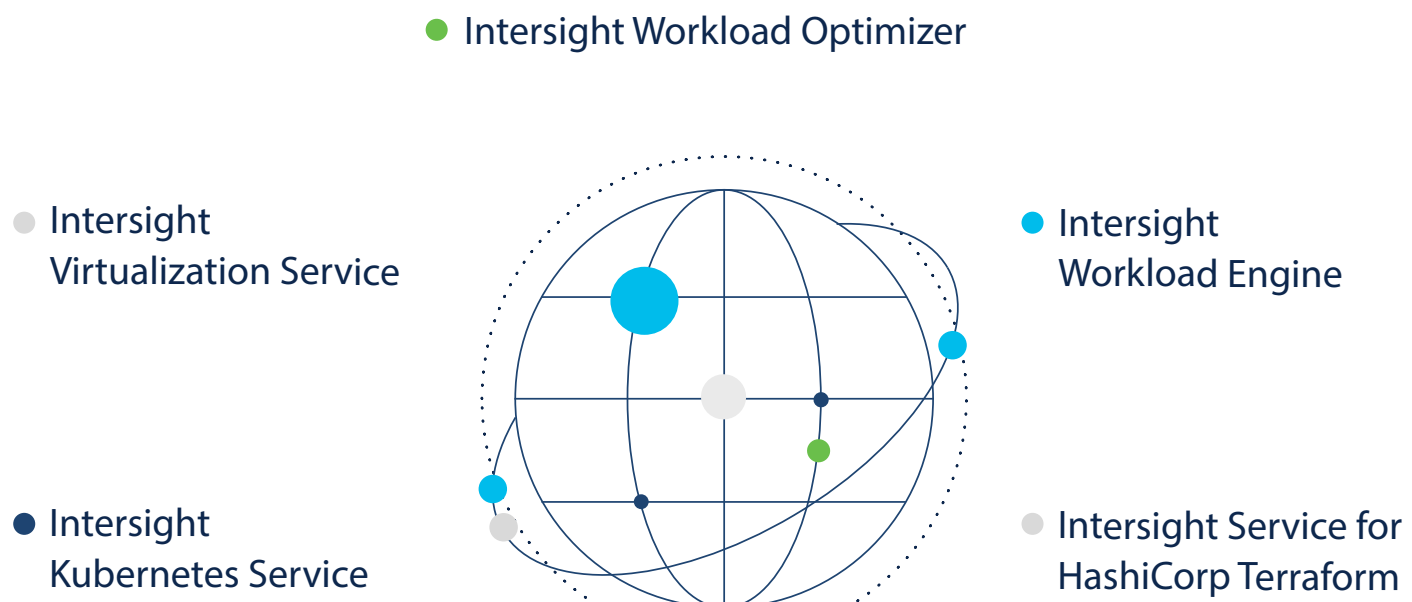 Intersight Workload Optimizer
Intersight
Virtualization Service
Intersight
Workload Engine
Intersight
Kubernetes Service
Intersight Service for
HashiCorp Terraform